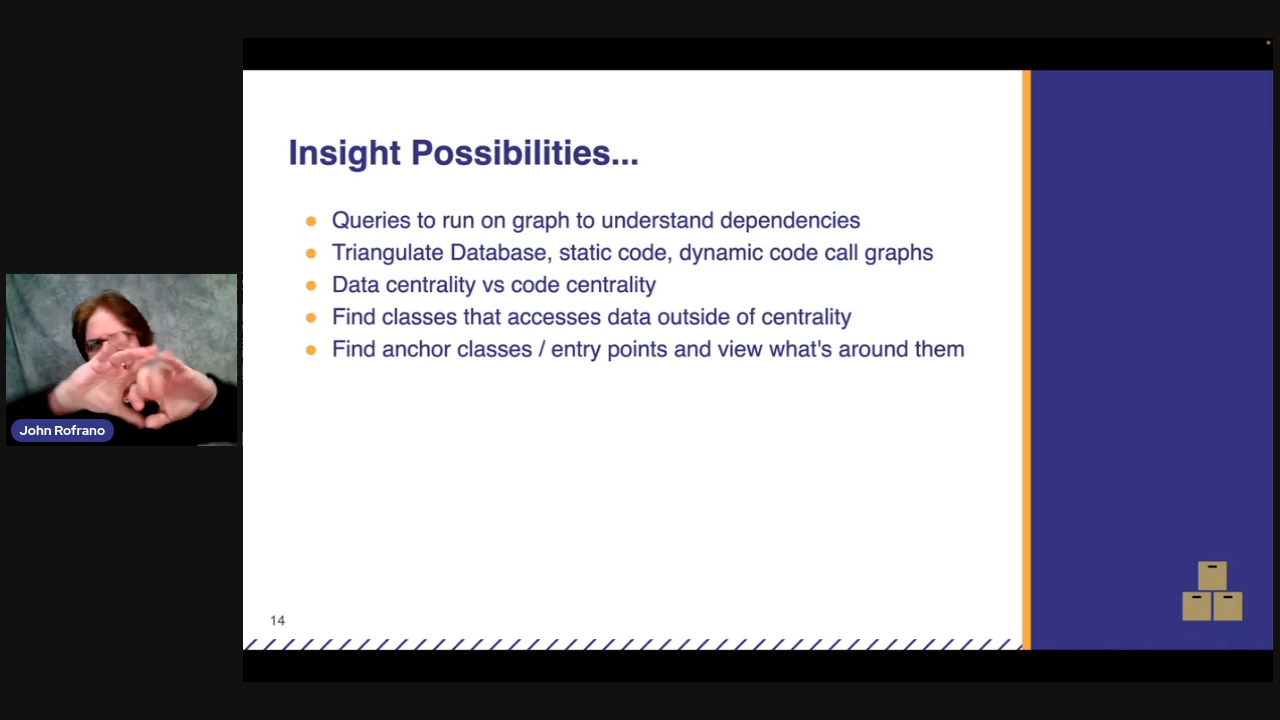 Insight Possibilities...
Queries to run on graph to understand dependencies
Triangulate Database, static code, dynamic code call graphs
Data centrality vs code centrality
Find classes that accesses data outside of centrality
Find anchor classes / entry points and view what's around them
John Rofrano
14